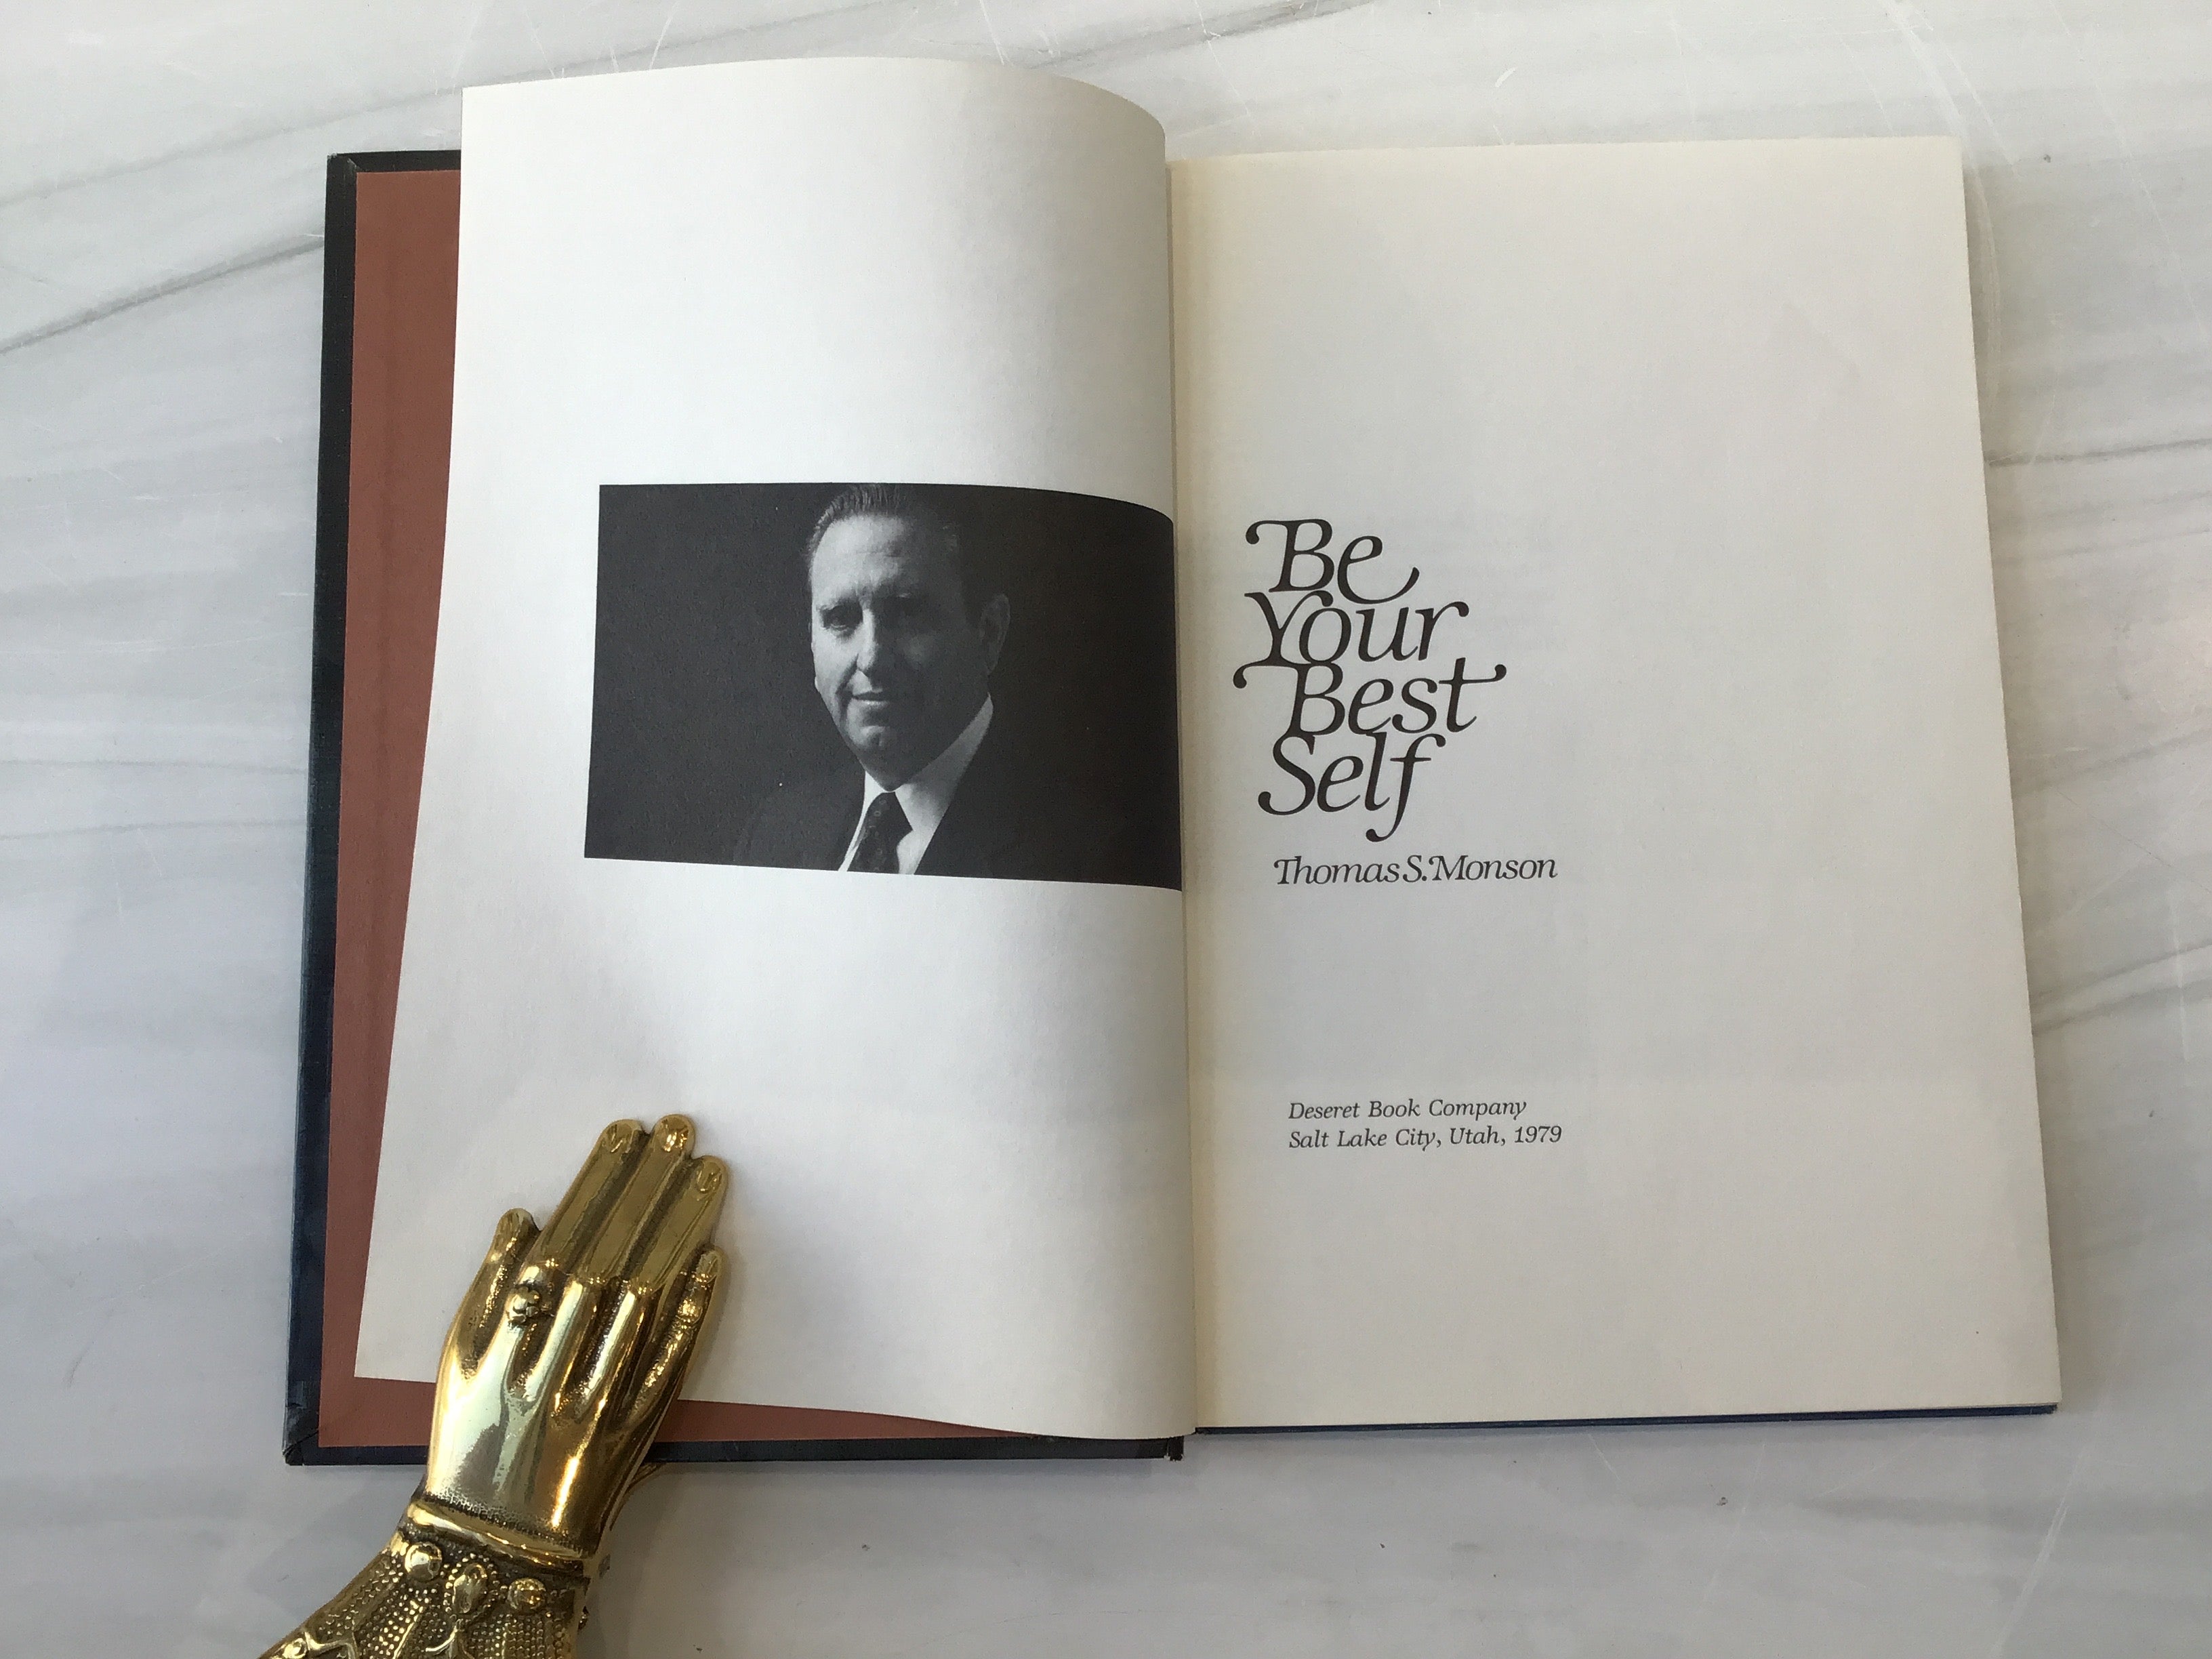 Be
Your
Best
Self
Thomas S. Monson
Deseret Book Company
Salt Lake City, Utah, 1979